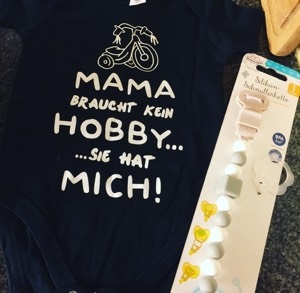 MAMA
BRAUCHT KEIN
HOBBY...
...SIE HAT
MICH!
Silikon-
Schnullerkette